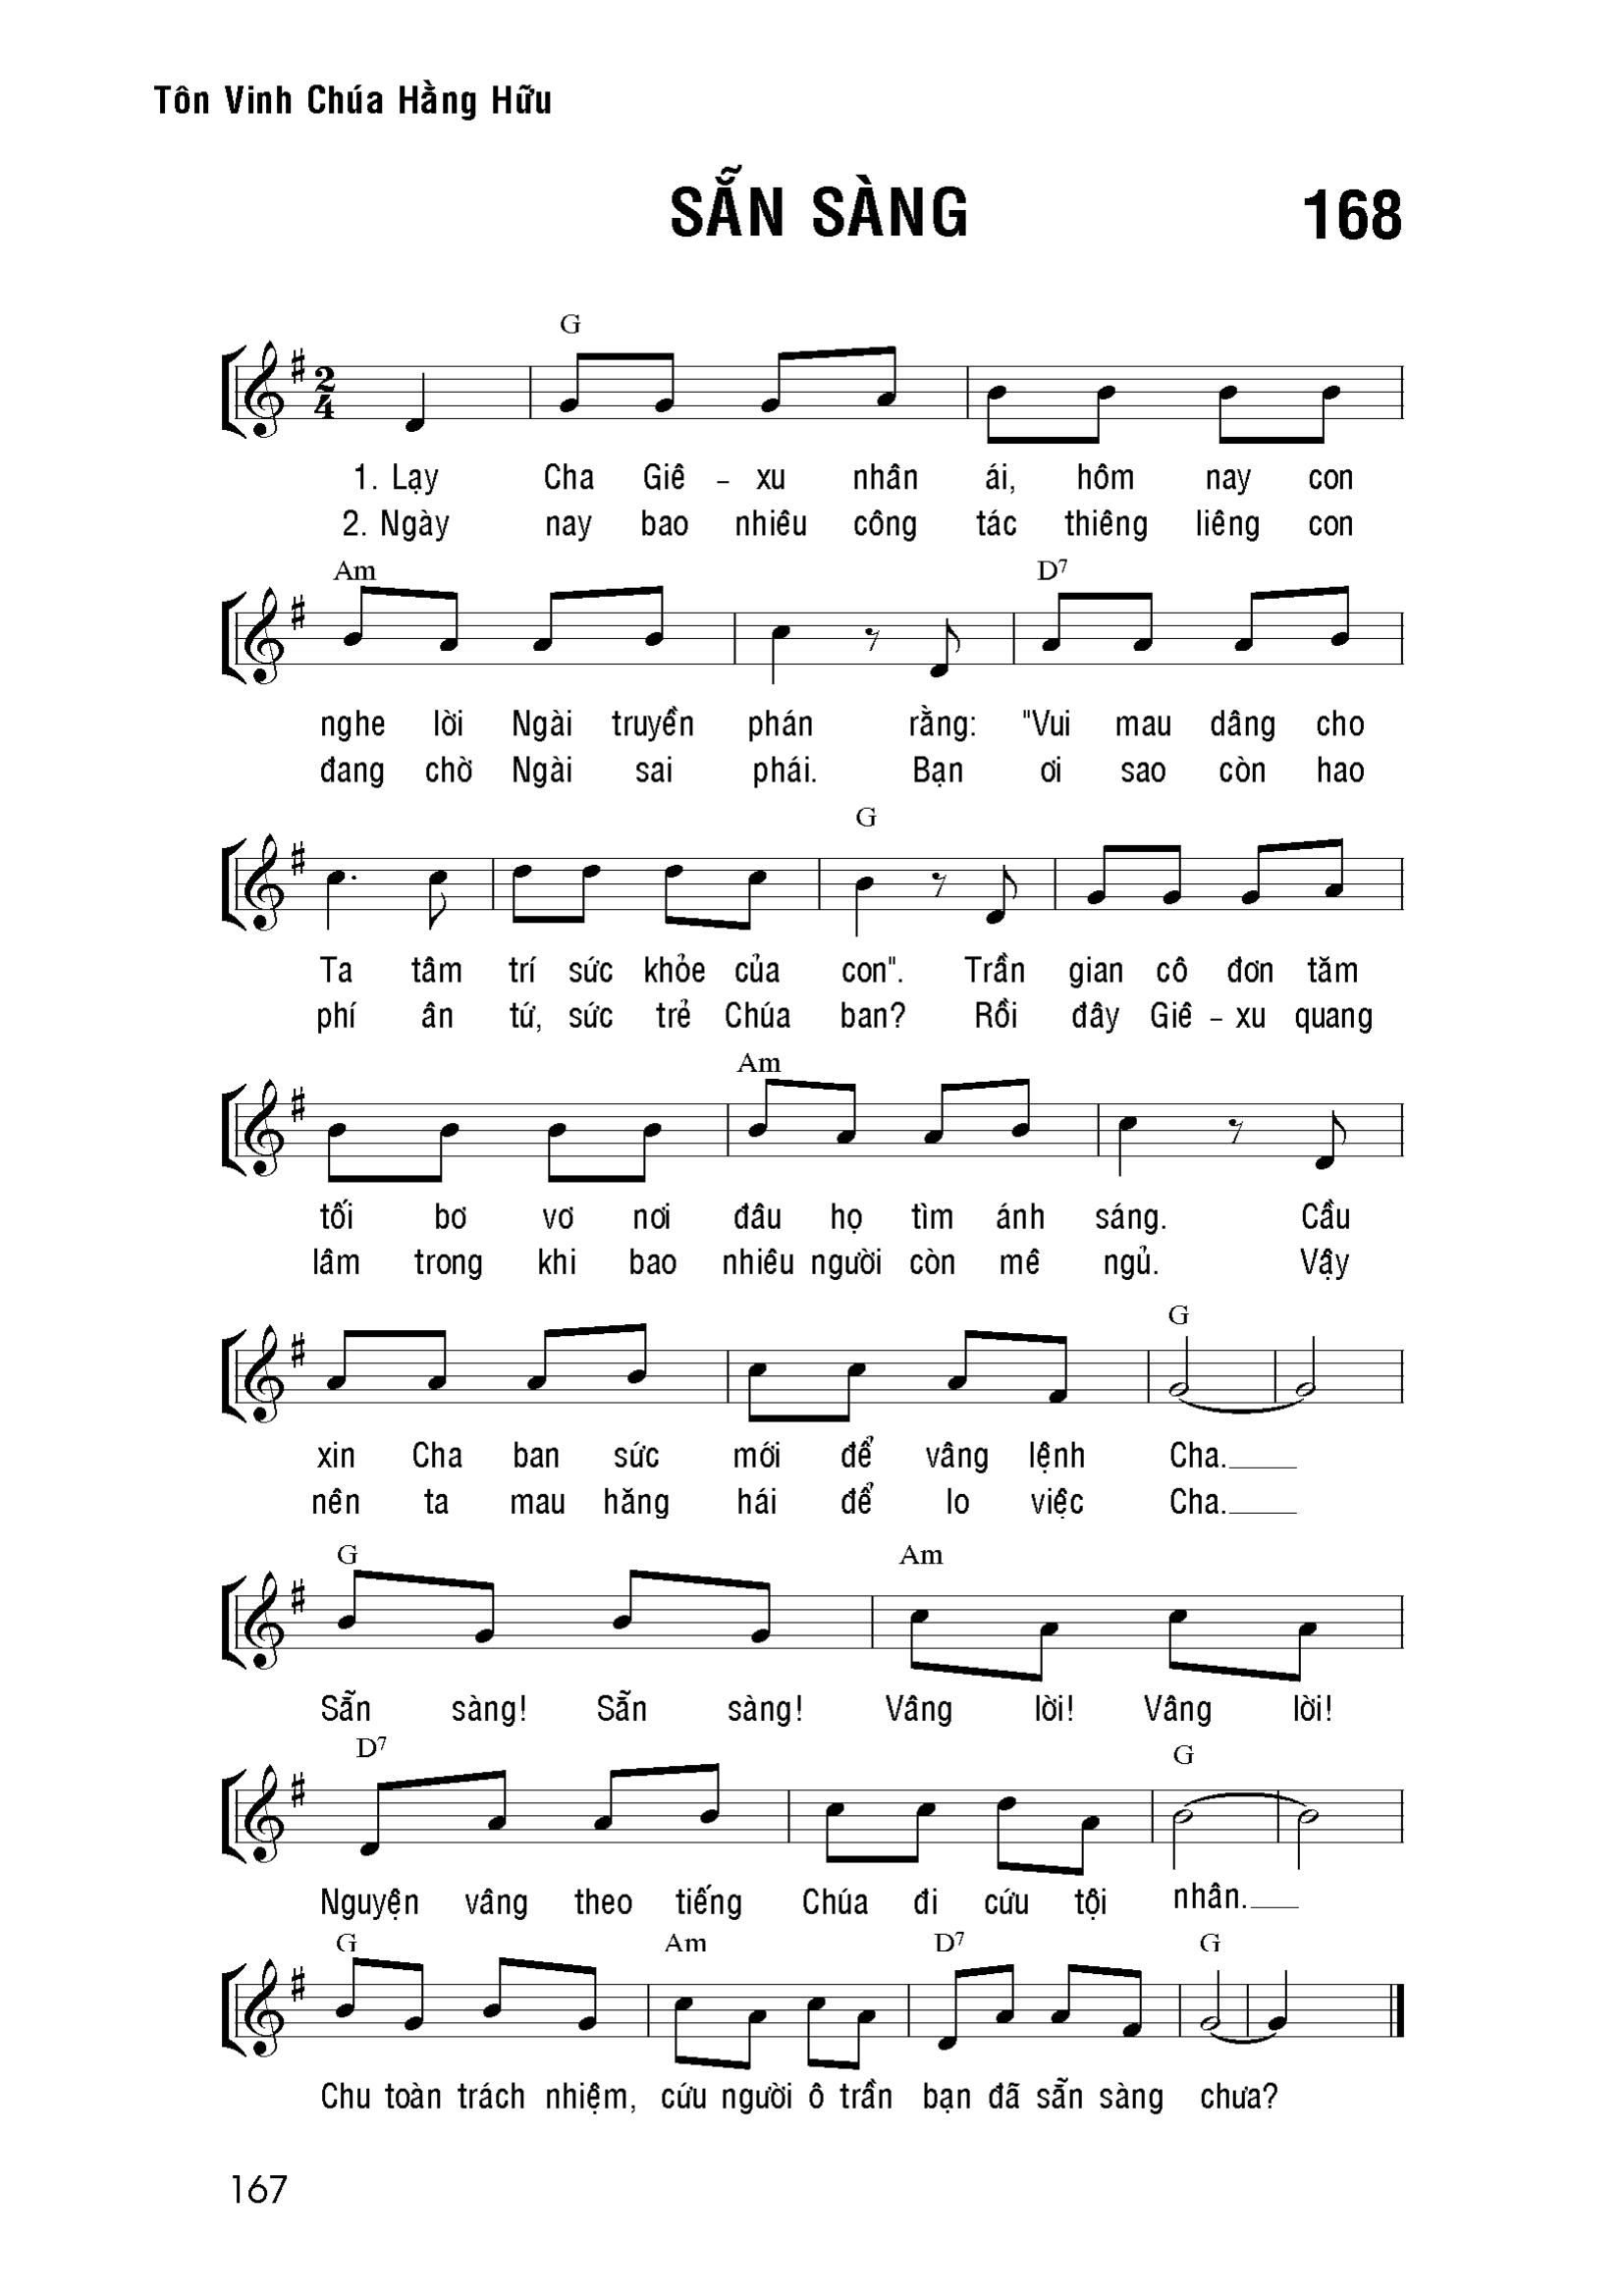 Tôn Vinh Chúa Hằng Hữu
SẴN SÀNG 168
G
1. Lạy Cha Giê - xu nhân ái, hôm nay con
2. Ngày nay bao nhiêu công tác thiêng liêng con
Am D7
nghe lời Ngài truyền phán rằng: "Vui mau dâng cho
đang chờ Ngài sai phái. Bạn ơi sao còn hao
G
Ta tâm trí sức khỏe của con". Trần gian cô đơn tăm
phí ân tứ, sức trẻ Chúa ban? Rồi đây Giê - xu quang
Am
tối bơ vơ nơi đâu họ tìm ánh sáng. Cầu
lâm trong khi bao nhiêu người còn mê ngủ. Vậy
G
xin Cha ban sức mới để vâng lệnh Cha.
nên ta mau hăng hái để lo việc Cha.
G Am
Sẵn sàng! Sẵn sàng! Vâng lời! Vâng lời!
D7 G
Nguyện vâng theo tiếng Chúa đi cứu tội nhân.
G Am D7 G
Chu toàn trách nhiệm, cứu người ô trần bạn đã sẵn sàng chưa?
167